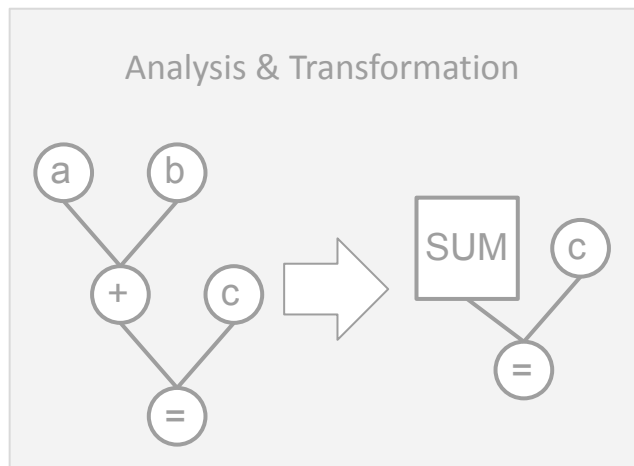 Analysis & Transformation
a b
SUM c
+ c
=
=